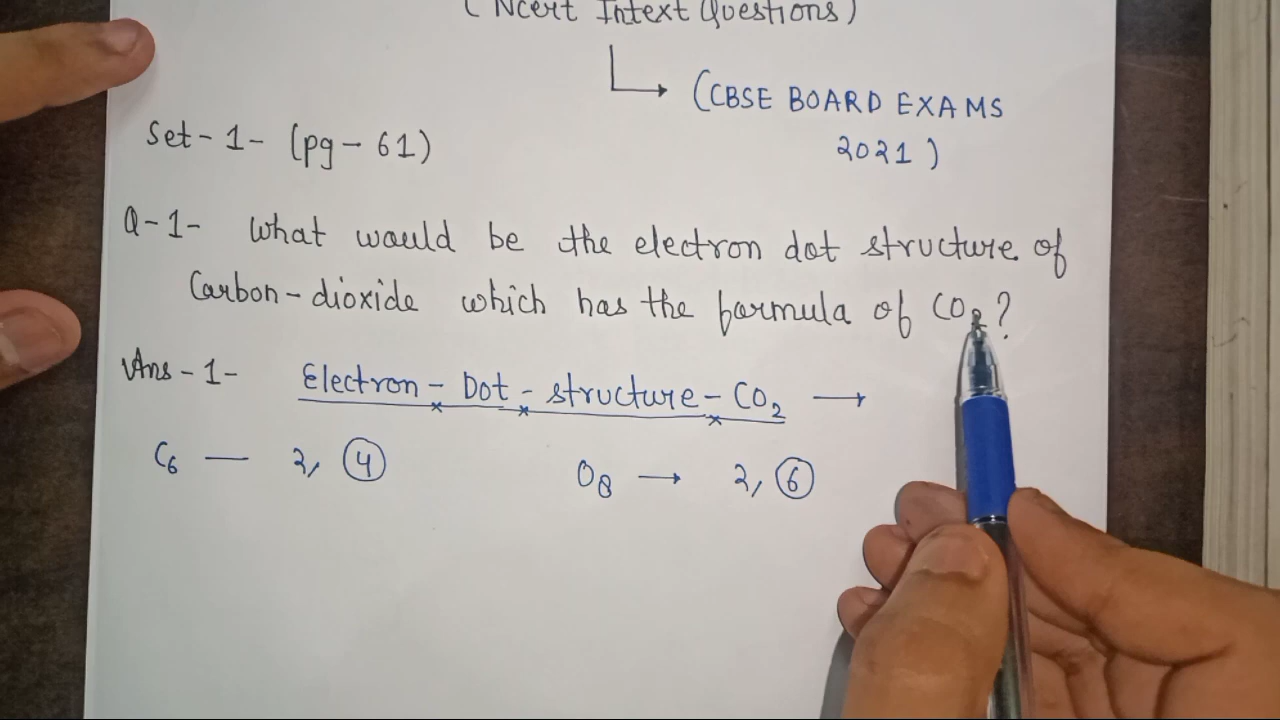 ( Ncert Intext Questions )
(CBSE BOARD EXAMS
2021 )
Set - 1 - (pg - 61)
Q - 1 - What would be the electron dot structure of
Carbon - dioxide which has the formula of CO2 ?
Ans - 1 - Electron - Dot - structure - CO2 →
C6 — 2, 4 O8 → 2, 6